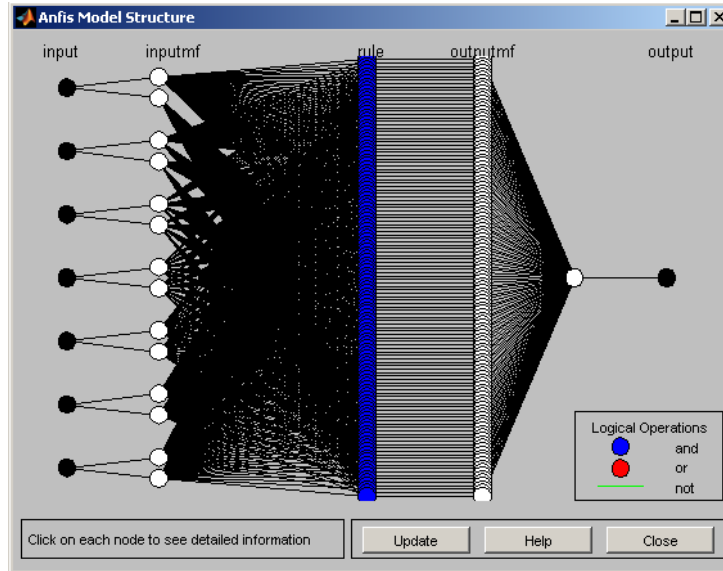 Anfis Model Structure
input inputmf rule outputmf output
Logical Operations
and
or
not
Click on each node to see detailed information
Update Help Close